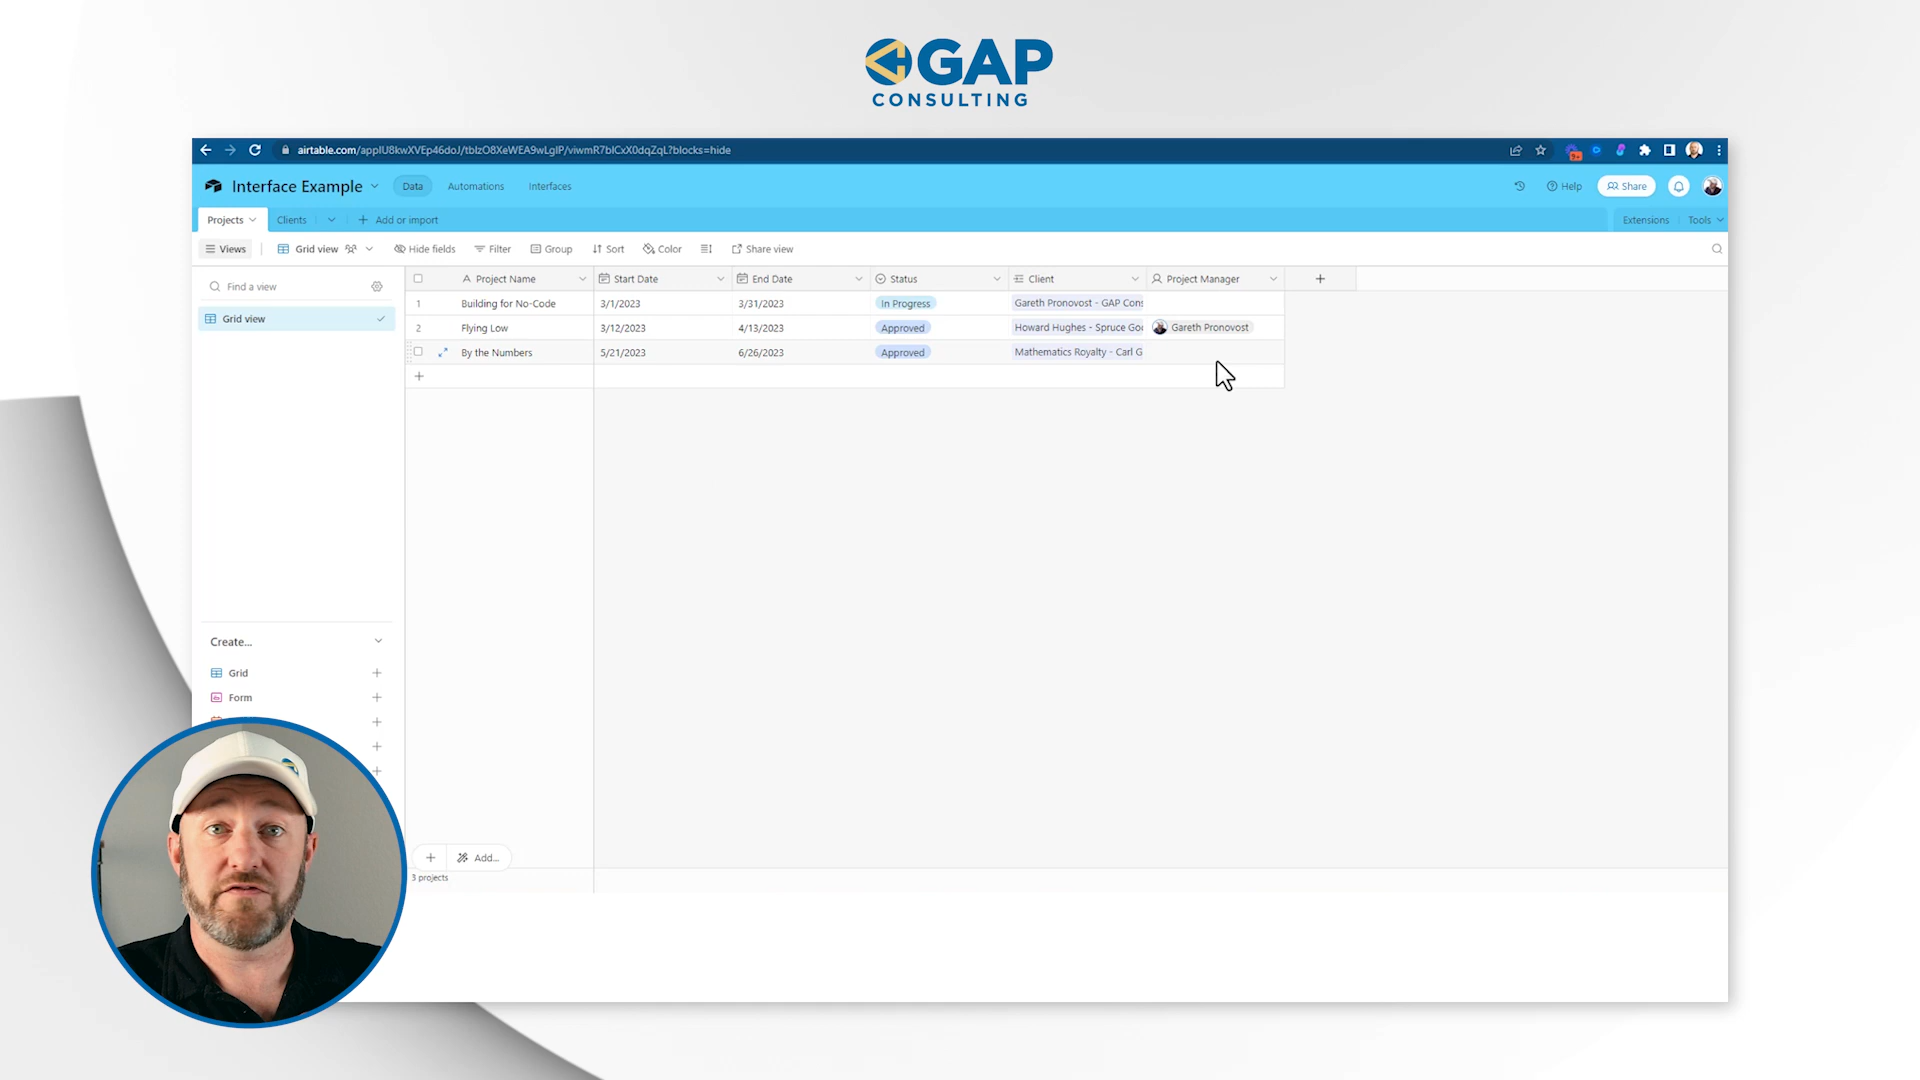 GAP
CONSULTING
airtable.com/applU8kwXVEp46doJ/tblzO8XeWEA9wLglP/viwmR7blCxX0dqZqL?blocks=hide
Interface Example
Data
Automations
Interfaces
Help
Share
Projects
Clients
Add or import
Extensions
Tools
Views
Grid view
Hide fields
Filter
Group
Sort
Color
Share view
Find a view
Grid view
Project Name
Start Date
End Date
Status
Client
Project Manager
1 Building for No-Code 3/1/2023 3/31/2023 In Progress Gareth Pronovost - GAP Cons
2 Flying Low 3/12/2023 4/13/2023 Approved Howard Hughes - Spruce Goo Gareth Pronovost
By the Numbers 5/21/2023 6/26/2023 Approved Mathematics Royalty - Carl G
Create...
Grid
Form
Add...
3 projects